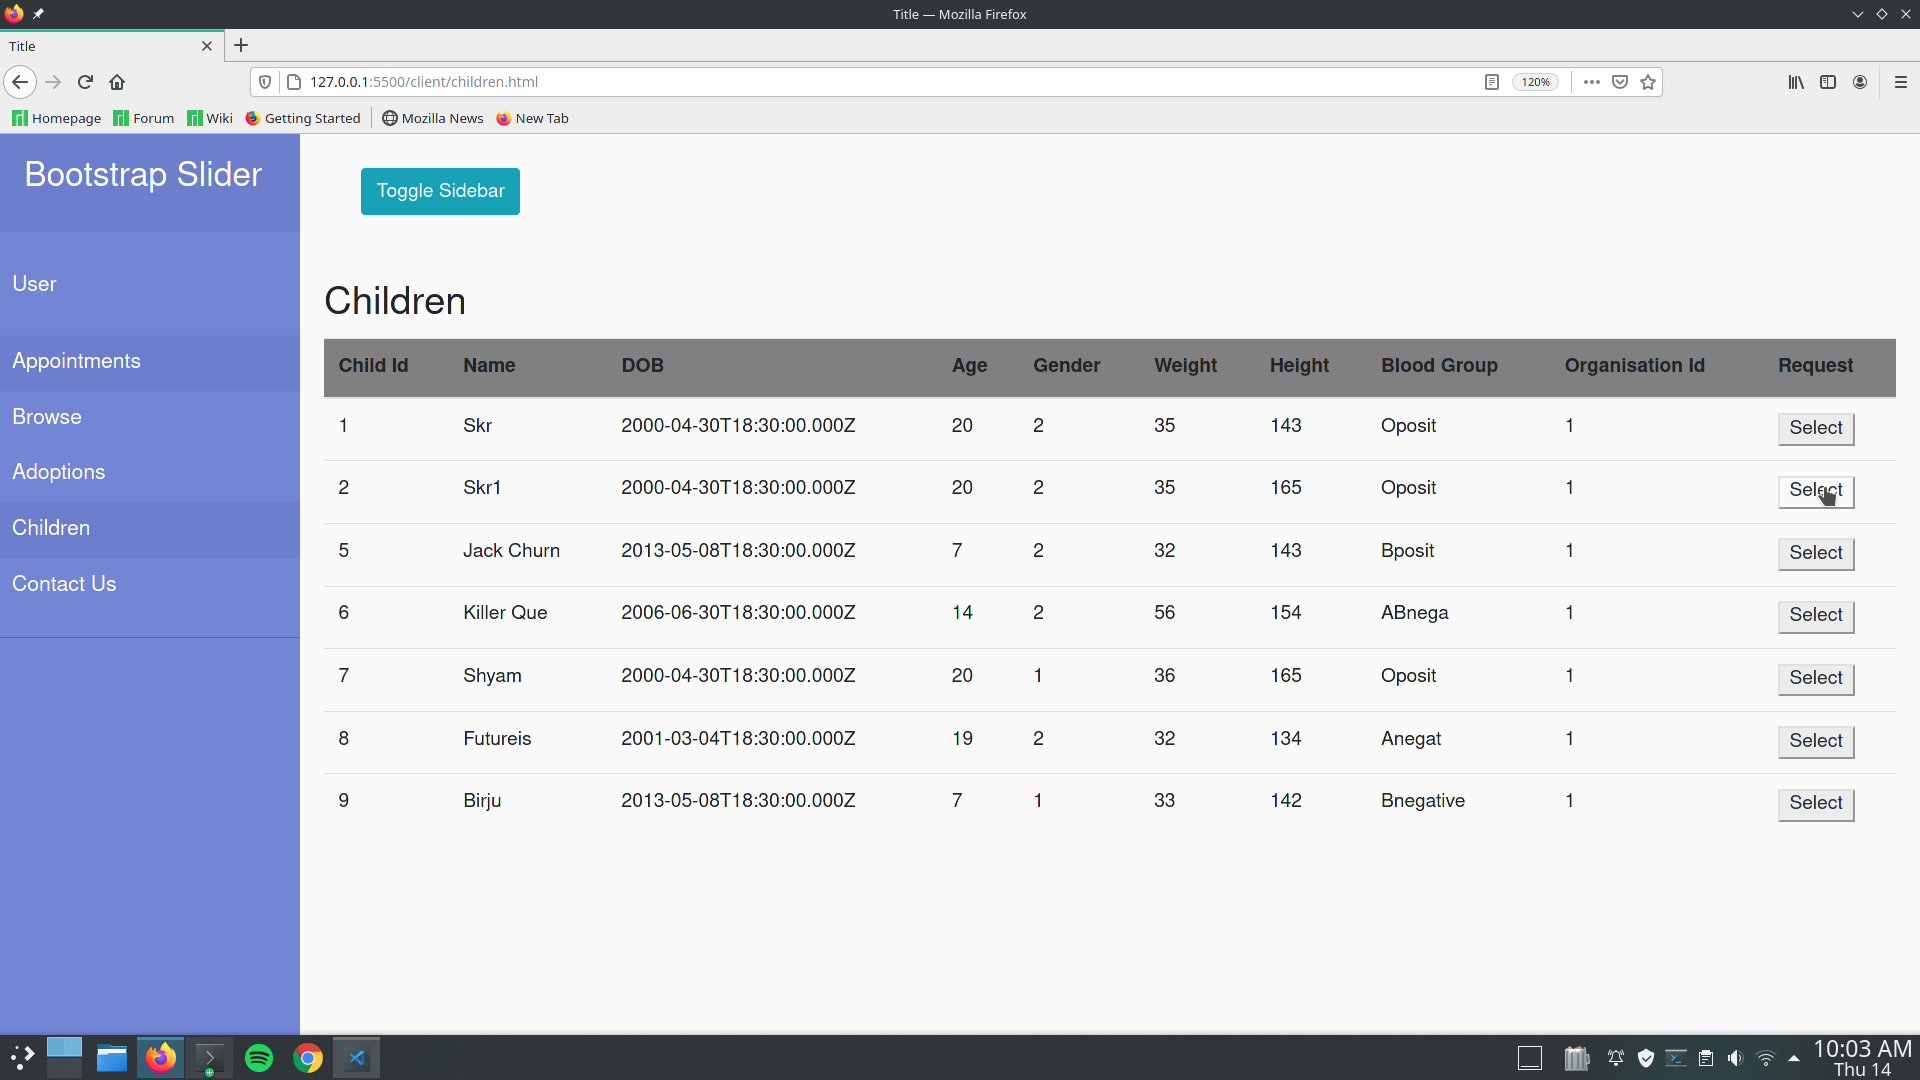 Title — Mozilla Firefox
Title
127.0.0.1:5500/client/children.html
120%
Homepage Forum Wiki Getting Started Mozilla News New Tab
Bootstrap Slider
Toggle Sidebar
User
Appointments
Browse
Adoptions
Children
Contact Us
Children
Child Id Name DOB Age Gender Weight Height Blood Group Organisation Id Request
1 Skr 2000-04-30T18:30:00.000Z 20 2 35 143 Oposit 1 Select
2 Skr1 2000-04-30T18:30:00.000Z 20 2 35 165 Oposit 1 Select
5 Jack Churn 2013-05-08T18:30:00.000Z 7 2 32 143 Bposit 1 Select
6 Killer Que 2006-06-30T18:30:00.000Z 14 2 56 154 ABnega 1 Select
7 Shyam 2000-04-30T18:30:00.000Z 20 1 36 165 Oposit 1 Select
8 Futureis 2001-03-04T18:30:00.000Z 19 2 32 134 Anegat 1 Select
9 Birju 2013-05-08T18:30:00.000Z 7 1 33 142 Bnegative 1 Select
10:03 AM
Thu 14